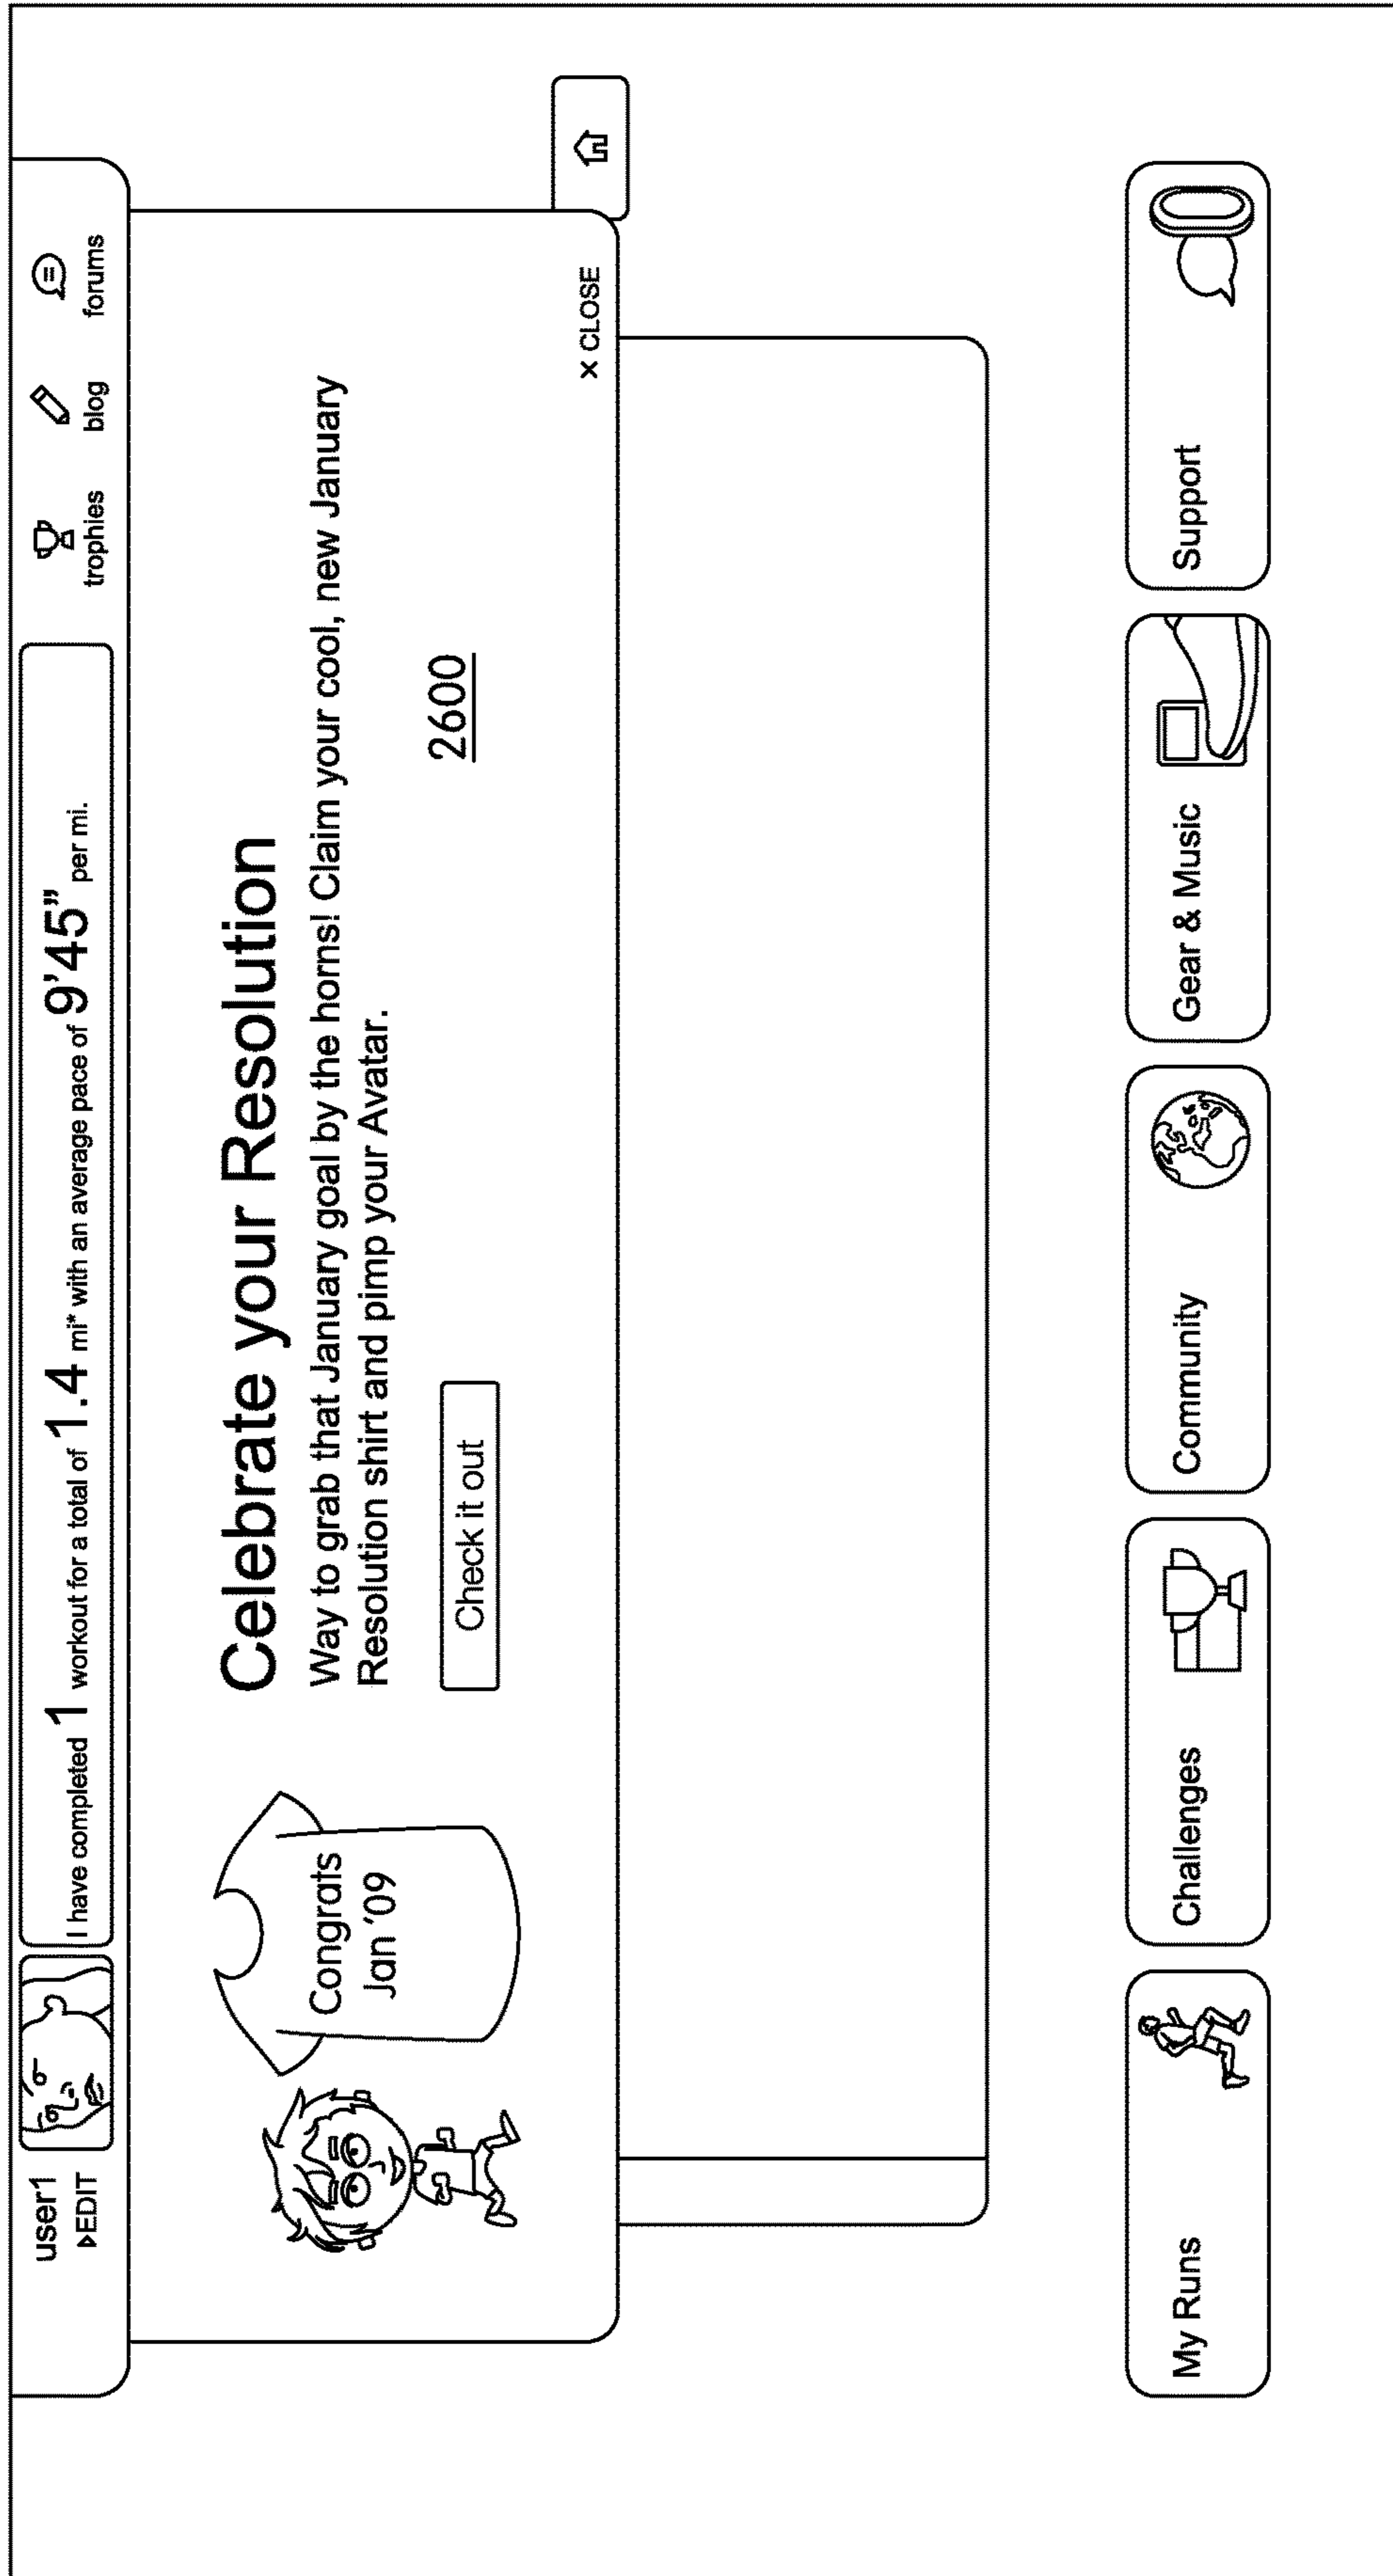 user1
▸EDIT
I have completed 1 workout for a total of 1.4 mi* with an average pace of 9'45" per mi.
trophies
blog
forums
Congrats
Jan '09
Celebrate your Resolution
Way to grab that January goal by the horns! Claim your cool, new January
Resolution shirt and pimp your Avatar.
Check it out
2600
× CLOSE
My Runs
Challenges
Community
Gear & Music
Support